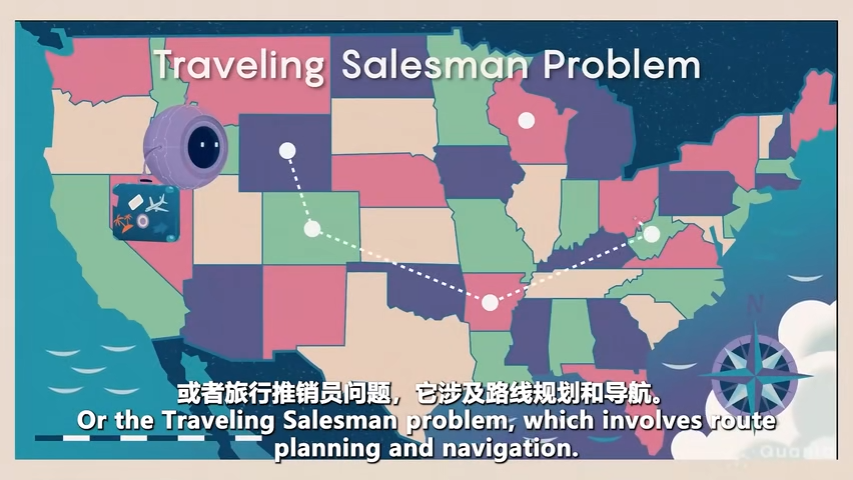 Traveling Salesman Problem
N
或者旅行推销员问题，它涉及路线规划和导航。
Or the Traveling Salesman problem, which involves route
planning and navigation.